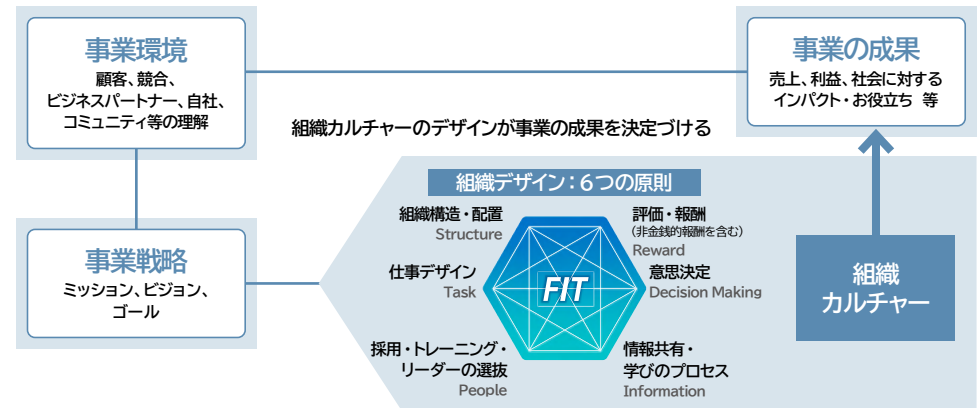 事業環境
顧客、競合、
ビジネスパートナー、自社、
コミュニティ等の理解
事業の成果
売上、利益、社会に対する
インパクト・お役立ち 等
組織カルチャーのデザインが事業の成果を決定づける
事業戦略
ミッション、ビジョン、
ゴール
組織デザイン：６つの原則
組織構造・配置
Structure
評価・報酬
（非金銭的報酬を含む）
Reward
仕事デザイン
Task
FIT
意思決定
Decision Making
採用・トレーニング・
リーダーの選抜
People
情報共有・
学びのプロセス
Information
組織
カルチャー